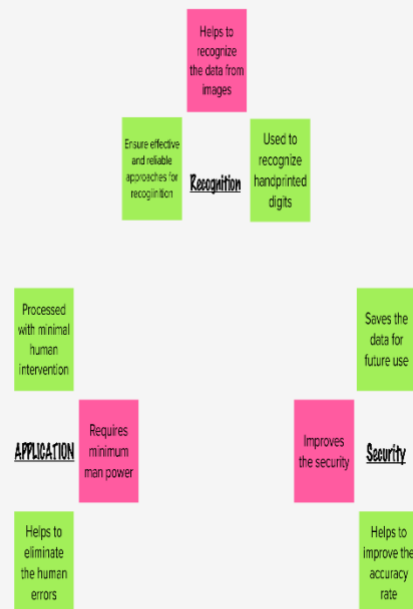 Helps to
recognize
the data from
images
Ensure effective
and reliable
approaches for
recogiinition
Recognition
Used to
recognize
handprinted
digits
Processed
with minimal
human
intervention
Saves the
data for
future use
APPLICATION
Requires
minimum
man power
Improves
the security
Security
Helps to
eliminate
the human
errors
Helps to
improve the
accuracy
rate